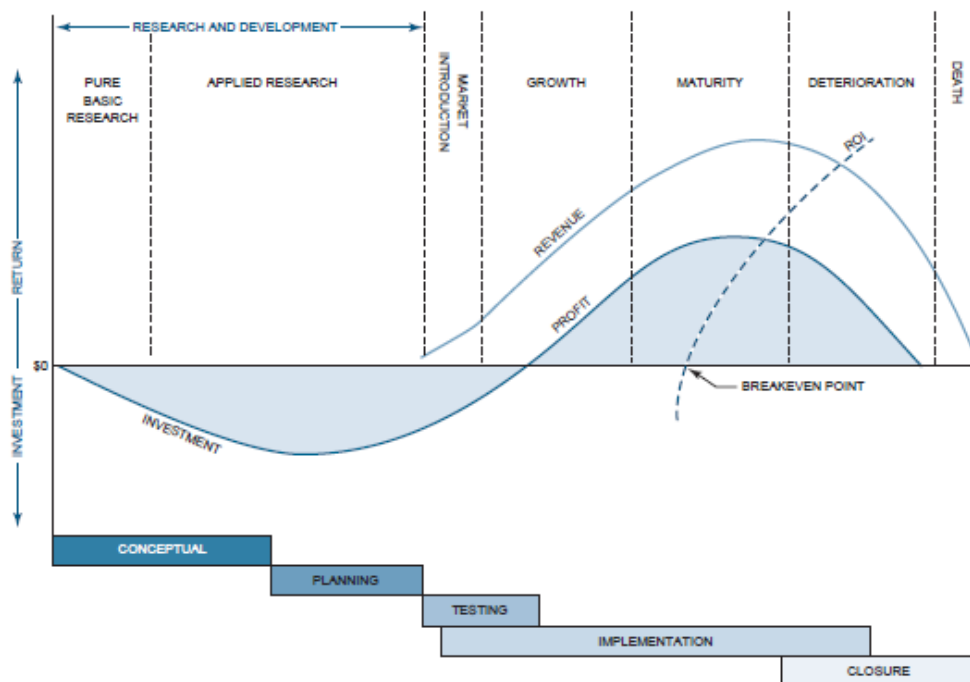 RESEARCH AND DEVELOPMENT
PURE
BASIC
RESEARCH
APPLIED RESEARCH
MARKET
INTRODUCTION
GROWTH
MATURITY
DETERIORATION
DEATH
ROI
REVENUE
PROFIT
RETURN
$0
INVESTMENT
INVESTMENT
BREAKEVEN POINT
CONCEPTUAL
PLANNING
TESTING
IMPLEMENTATION
CLOSURE